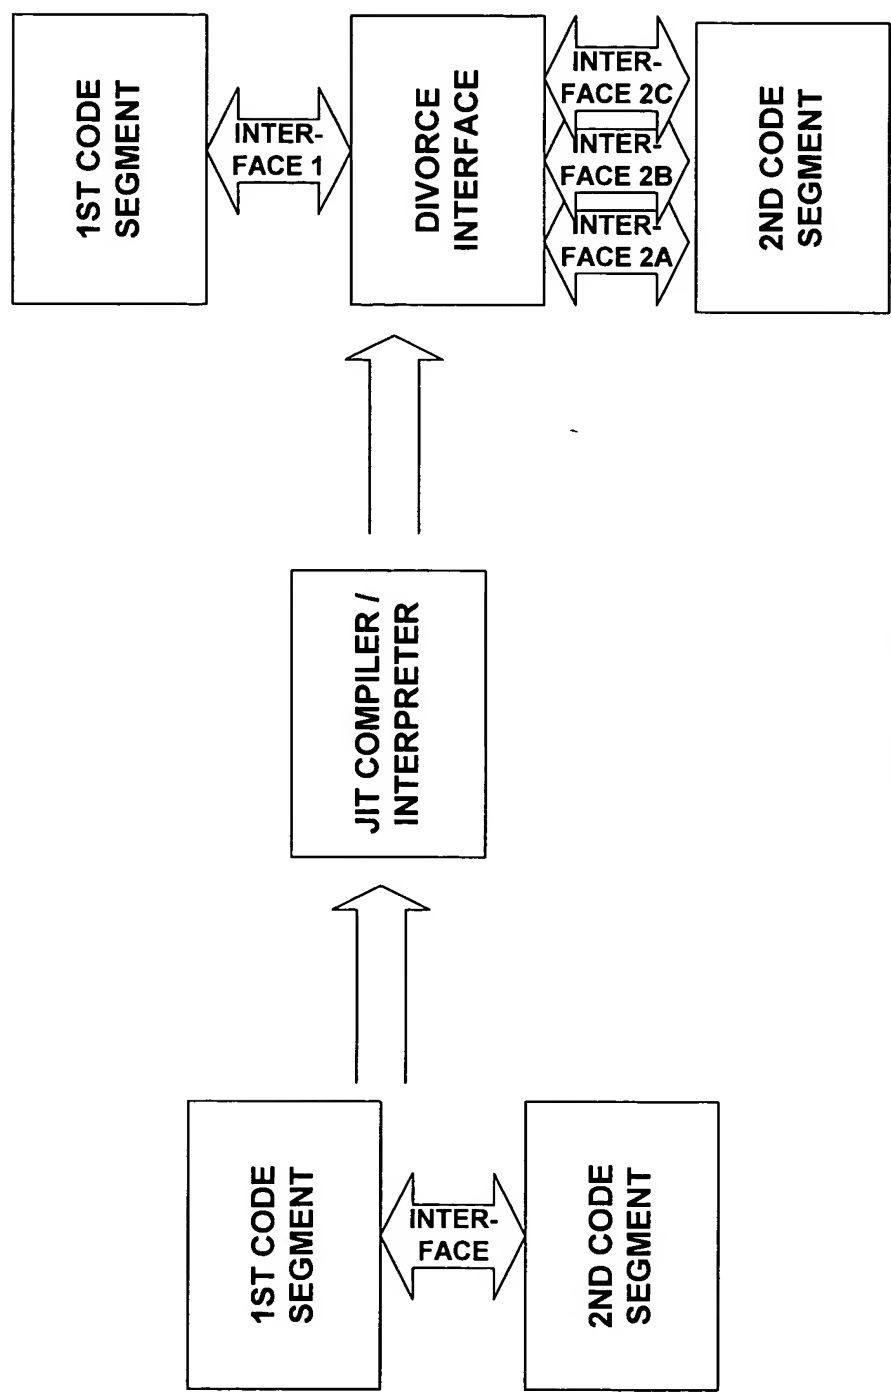 1ST CODE
SEGMENT
INTER-
FACE 1
DIVORCE
INTERFACE
INTER-
FACE 2C
INTER-
FACE 2B
INTER-
FACE 2A
2ND CODE
SEGMENT
JIT COMPILER /
INTERPRETER
1ST CODE
SEGMENT
INTER-
FACE
2ND CODE
SEGMENT